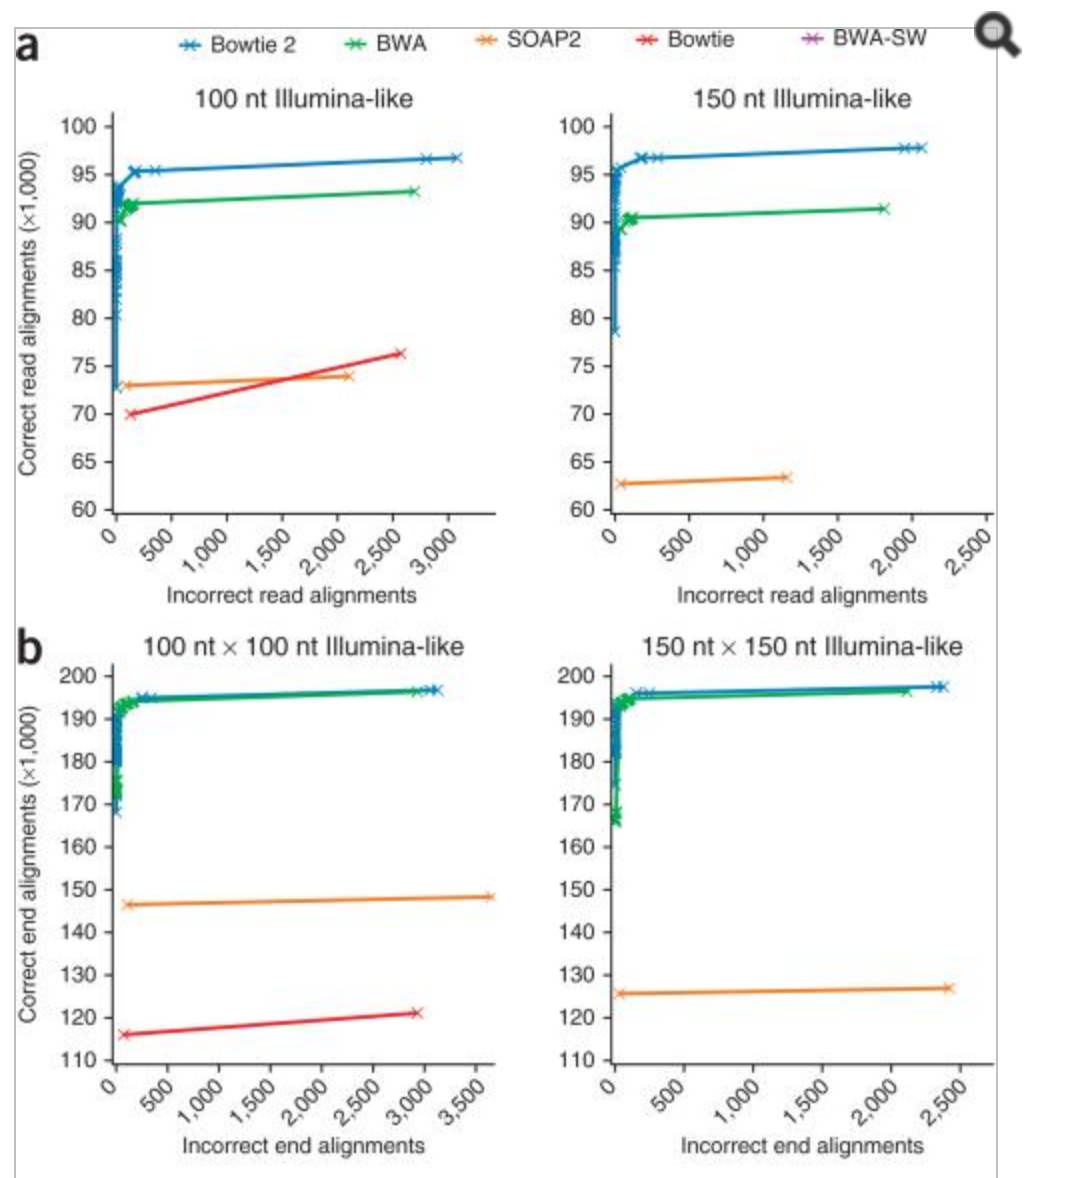 a
Bowtie 2 BWA SOAP2 Bowtie BWA-SW
100 nt Illumina-like
Correct read alignments (×1,000)
100
95
90
85
80
75
70
65
60
0 500 1,000 1,500 2,000 2,500 3,000
Incorrect read alignments
150 nt Illumina-like
100
95
90
85
80
75
70
65
60
0 500 1,000 1,500 2,000 2,500
Incorrect read alignments
b
100 nt × 100 nt Illumina-like
Correct end alignments (×1,000)
200
190
180
170
160
150
140
130
120
110
0 500 1,000 1,500 2,000 2,500 3,000 3,500
Incorrect end alignments
150 nt × 150 nt Illumina-like
200
190
180
170
160
150
140
130
120
110
0 500 1,000 1,500 2,000 2,500
Incorrect end alignments